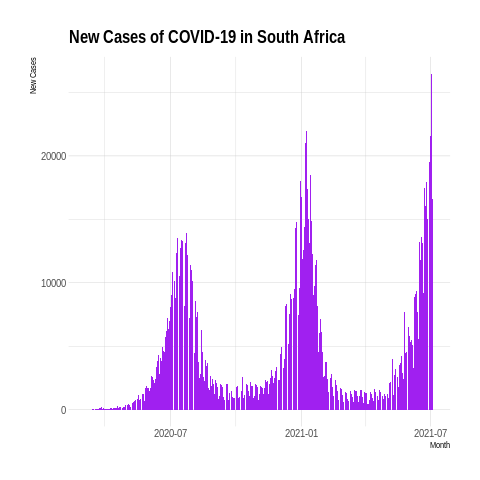 New Cases of COVID-19 in South Africa
New Cases
20000
10000
0
2020-07
2021-01
2021-07
Month